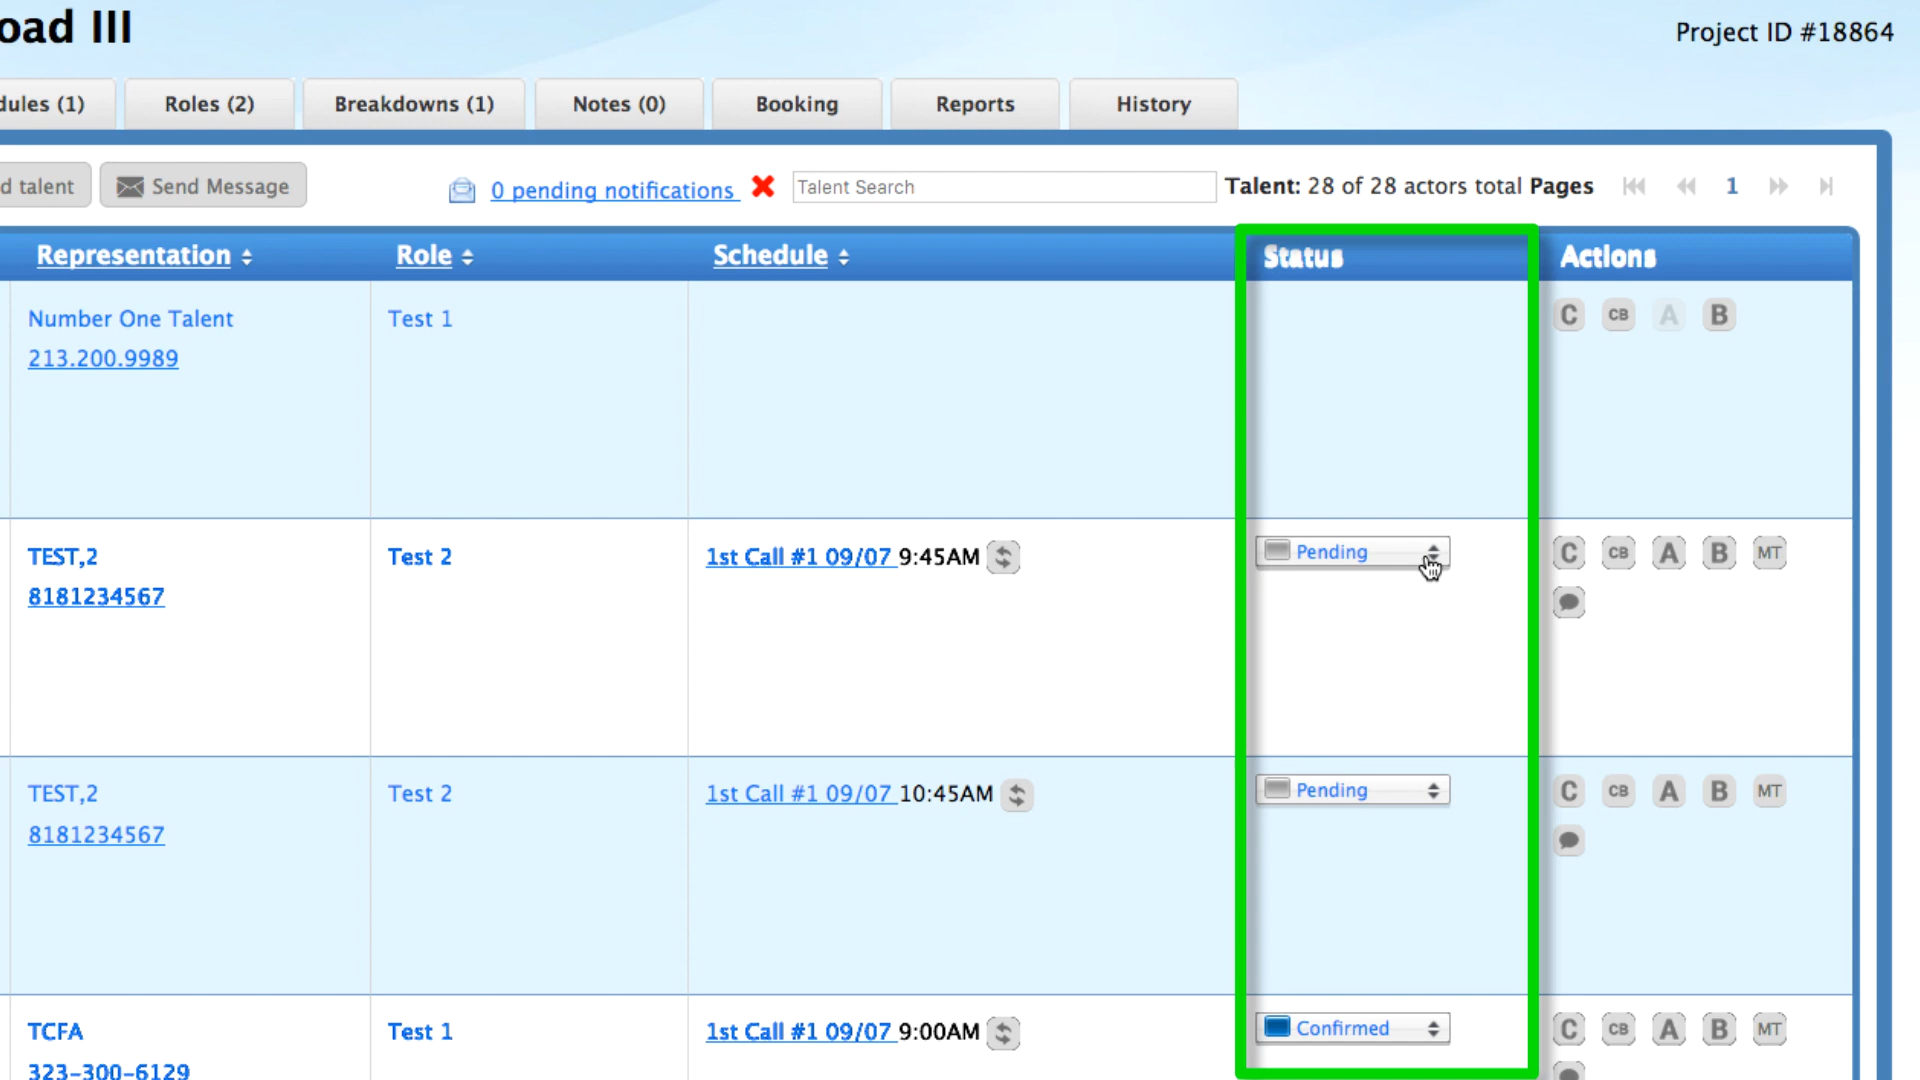 oad III
Project ID #18864
dules (1) Roles (2) Breakdowns (1) Notes (0) Booking Reports History
d talent Send Message 0 pending notifications Talent Search Talent: 28 of 28 actors total Pages 1
Representation Role Schedule Status Actions
Number One Talent Test 1 C CB A B
213.200.9989
TEST,2 Test 2 1st Call #1 09/07 9:45AM Pending C CB A B MT
8181234567
TEST,2 Test 2 1st Call #1 09/07 10:45AM Pending C CB A B MT
8181234567
TCFA Test 1 1st Call #1 09/07 9:00AM Confirmed C CB A B MT
323-300-6129